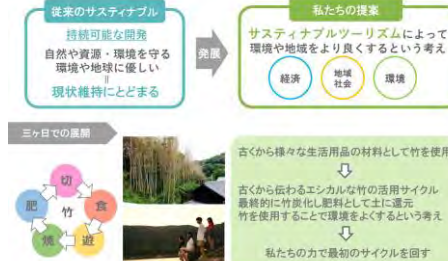 従来のサスティナブル
持続可能な開発
自然や資源・環境を守る
環境や地球に優しい
=
現状維持にとどまる
発展
私たちの提案
サスティナブルツーリズムによって
環境や地域をより良くするという考え
経済
地域
社会
環境
三ヶ日での展開
切
食
遊
焼
肥
竹
古くから様々な生活用品の材料として竹を使用
古くから伝わるエシカルな竹の活用サイクル
最終的に竹炭化し肥料として土に還元
竹を使用することで環境をよくするという考え
私たちの力で最初のサイクルを回す